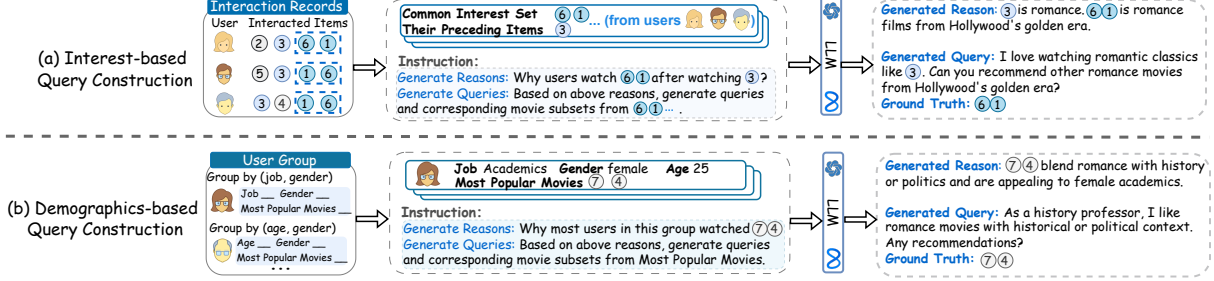 (a) Interest-based
Query Construction
Interaction Records
User Interacted Items
2 3 6 1
5 3 1 6
3 4 1 6
Common Interest Set 6 1 ... (from users )
Their Preceding Items 3
Instruction:
Generate Reasons: Why users watch 6 1 after watching 3 ?
Generate Queries: Based on above reasons, generate queries
and corresponding movie subsets from 6 1 ... .
LLM
Generated Reason: 3 is romance. 6 1 is romance
films from Hollywood's golden era.
Generated Query: I love watching romantic classics
like 3 . Can you recommend other romance movies
from Hollywood's golden era?
Ground Truth: 6 1
(b) Demographics-based
Query Construction
User Group
Group by (job, gender)
Job __ Gender __
Most Popular Movies __
Group by (age, gender)
Age __ Gender __
Most Popular Movies __
...
Job Academics Gender female Age 25
Most Popular Movies 7 4
Instruction:
Generate Reasons: Why most users in this group watched 7 4
Generate Queries: Based on above reasons, generate queries
and corresponding movie subsets from Most Popular Movies.
LLM
Generated Reason: 7 4 blend romance with history
or politics and are appealing to female academics.
Generated Query: As a history professor, I like
romance movies with historical or political context.
Any recommendations?
Ground Truth: 7 4